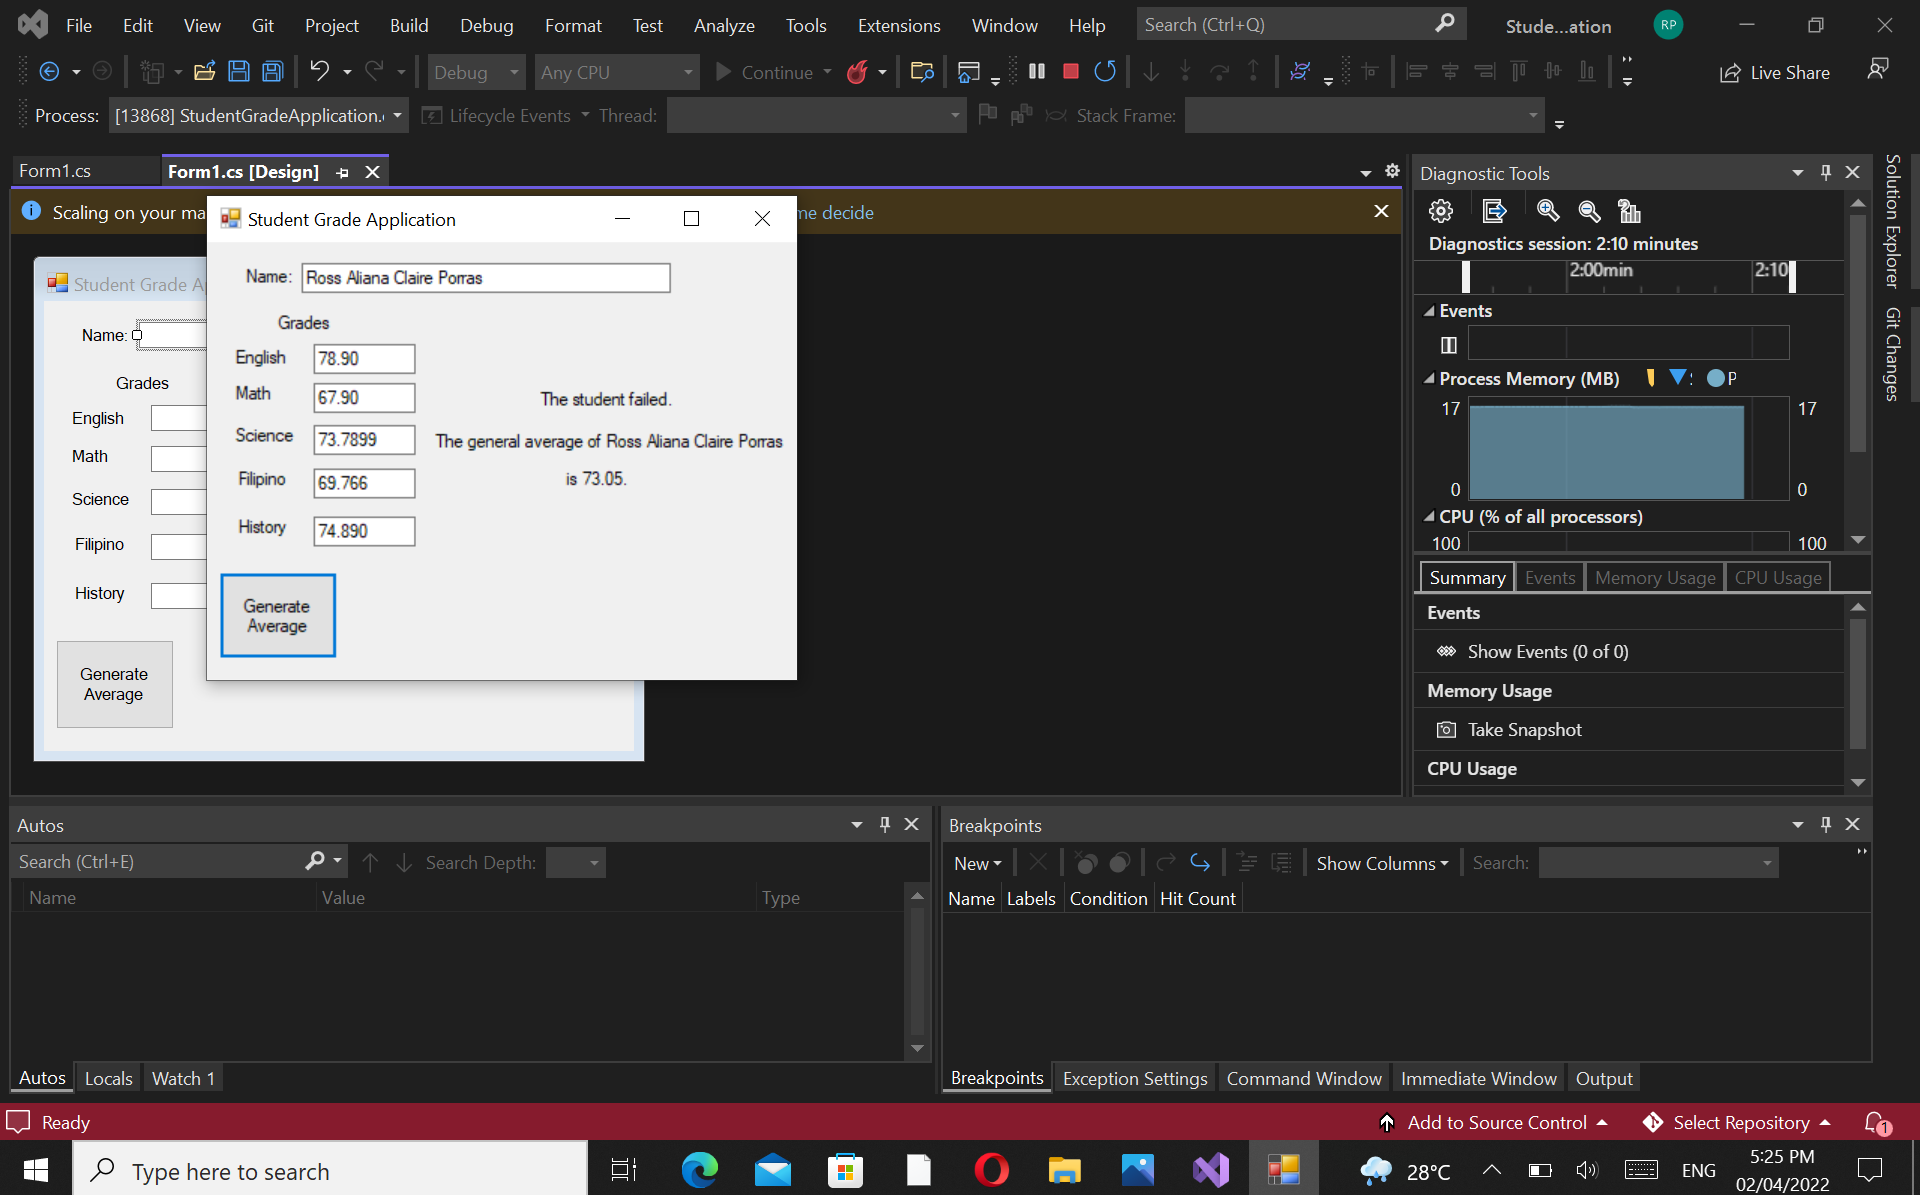 File Edit View Git Project Build Debug Format Test Analyze Tools Extensions Window Help Search (Ctrl+Q) Stude...ation RP
Debug Any CPU Continue Live Share
Process: [13868] StudentGradeApplication. Lifecycle Events Thread: Stack Frame:
Form1.cs Form1.cs [Design]
Scaling on your ma
me decide
Student Grade Ap
Name:
Grades
English
Math
Science
Filipino
History
Generate
Average
Student Grade Application
Name: Ross Aliana Claire Porras
Grades
English 78.90
Math 67.90
Science 73.7899
Filipino 69.766
History 74.890
The student failed.
The general average of Ross Aliana Claire Porras
is 73.05.
Generate
Average
Diagnostic Tools
Diagnostics session: 2:10 minutes
2:00min 2:10
Events
Process Memory (MB) P
17 17
0 0
CPU (% of all processors)
100 100
Summary Events Memory Usage CPU Usage
Events
Show Events (0 of 0)
Memory Usage
Take Snapshot
CPU Usage
Solution Explorer
Git Changes
Autos
Search (Ctrl+E) Search Depth:
Name Value Type
Autos Locals Watch 1
Breakpoints
New Show Columns Search:
Name Labels Condition Hit Count
Breakpoints Exception Settings Command Window Immediate Window Output
Ready Add to Source Control Select Repository 1
Type here to search 28°C ENG 5:25 PM
02/04/2022